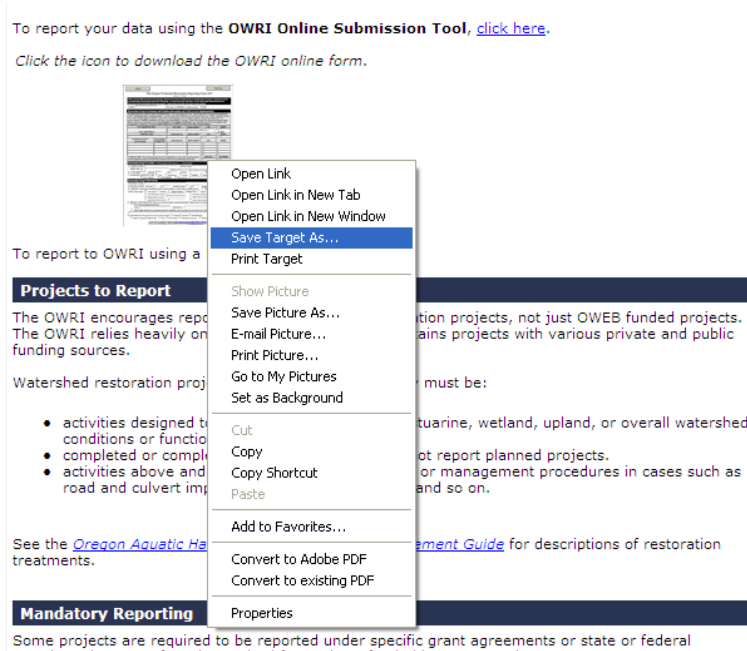 To report your data using the OWRI Online Submission Tool, click here.
Click the icon to download the OWRI online form.
Open Link
Open Link in New Tab
Open Link in New Window
Save Target As...
Print Target
Show Picture
Save Picture As...
E-mail Picture...
Print Picture...
Go to My Pictures
Set as Background
Cut
Copy
Copy Shortcut
Paste
Add to Favorites...
Convert to Adobe PDF
Convert to existing PDF
Properties
To report to OWRI using a
Projects to Report
The OWRI encourages repo tion projects, not just OWEB funded projects.
The OWRI relies heavily on tains projects with various private and public
funding sources.
Watershed restoration proj must be:
• activities designed to tuarine, wetland, upland, or overall watershed
conditions or functio
• completed or compl ot report planned projects.
• activities above and or management procedures in cases such as
road and culvert imp and so on.
See the Oregon Aquatic Ha ement Guide for descriptions of restoration
treatments.
Mandatory Reporting
Some projects are required to be reported under specific grant agreements or state or federal